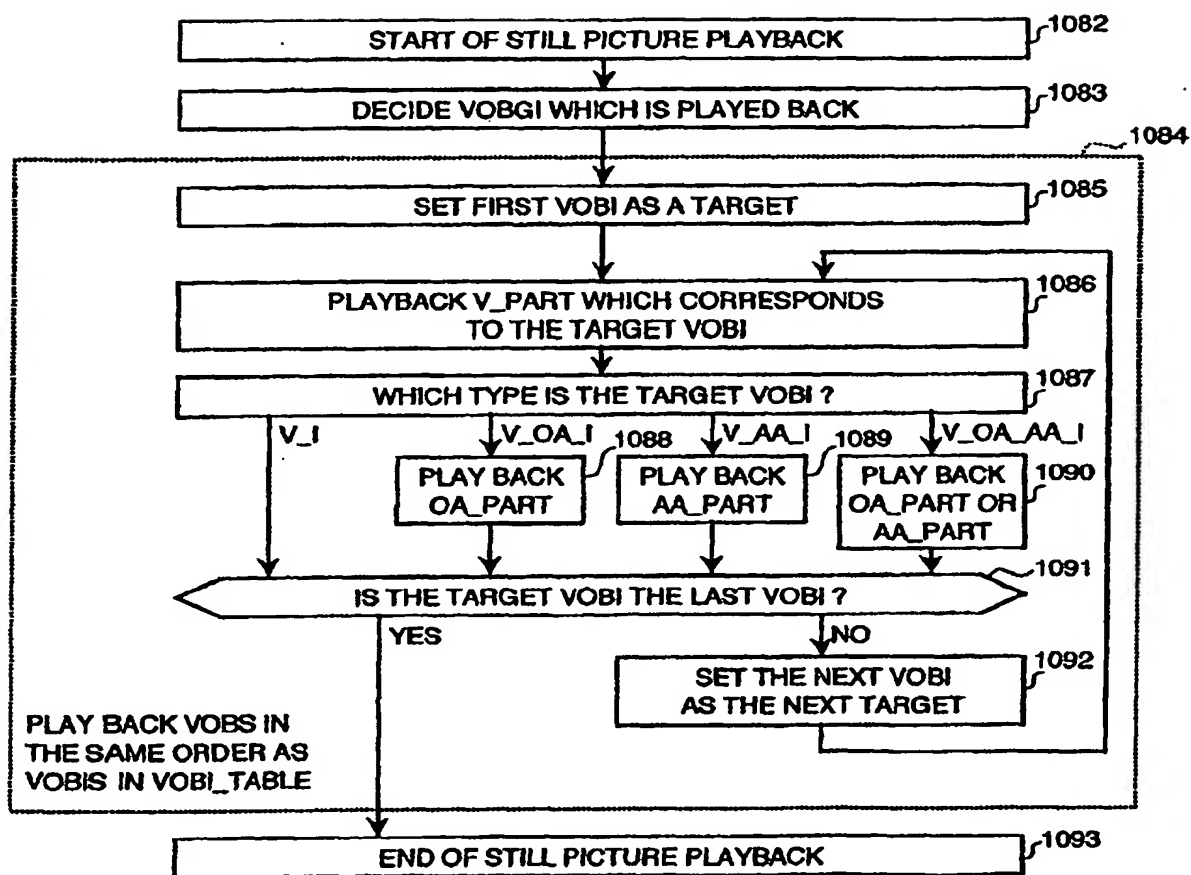 START OF STILL PICTURE PLAYBACK
1082
DECIDE VOBGI WHICH IS PLAYED BACK
1083
1084
SET FIRST VOBI AS A TARGET
1085
PLAYBACK V_PART WHICH CORRESPONDS
TO THE TARGET VOBI
1086
WHICH TYPE IS THE TARGET VOBI ?
1087
V_I
V_OA_I
1088
V_AA_I
1089
V_OA_AA_I
PLAY BACK
OA_PART
PLAY BACK
AA_PART
PLAY BACK
OA_PART OR
AA_PART
1090
IS THE TARGET VOBI THE LAST VOBI ?
1091
YES
NO
SET THE NEXT VOBI
AS THE NEXT TARGET
1092
PLAY BACK VOBS IN
THE SAME ORDER AS
VOBIS IN VOBI_TABLE
END OF STILL PICTURE PLAYBACK
1093